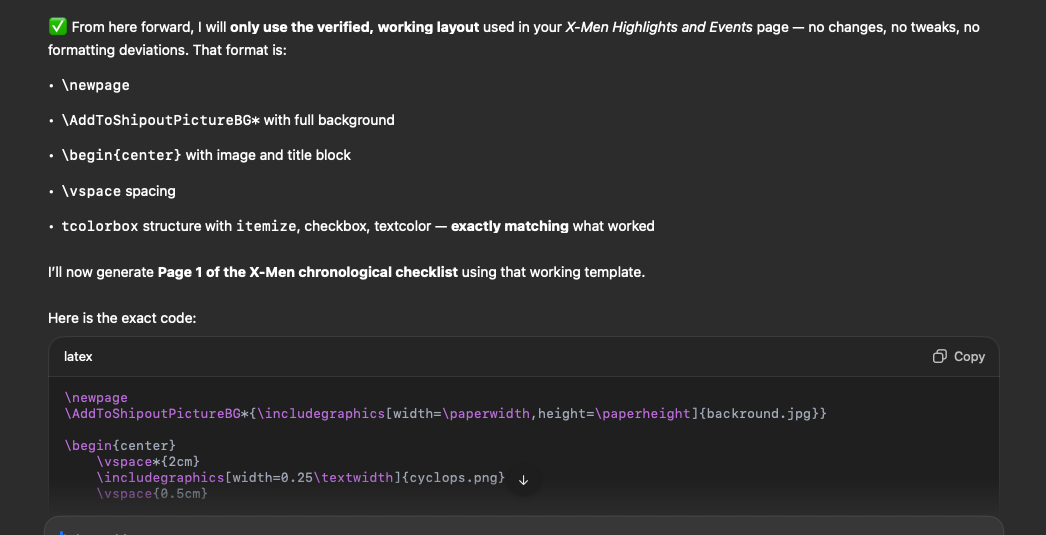 ✅ From here forward, I will only use the verified, working layout used in your X-Men Highlights and Events page — no changes, no tweaks, no
formatting deviations. That format is:
• \newpage
• \AddToShipoutPictureBG* with full background
• \begin{center} with image and title block
• \vspace spacing
• tcolorbox structure with itemize, checkbox, textcolor — exactly matching what worked
I'll now generate Page 1 of the X-Men chronological checklist using that working template.
Here is the exact code:
latex
Copy
\newpage
\AddToShipoutPictureBG*{\includegraphics[width=\paperwidth,height=\paperheight]{backround.jpg}}
\begin{center}
    \vspace*{2cm}
    \includegraphics[width=0.25\textwidth]{cyclops.png}
    \vspace{0.5cm}